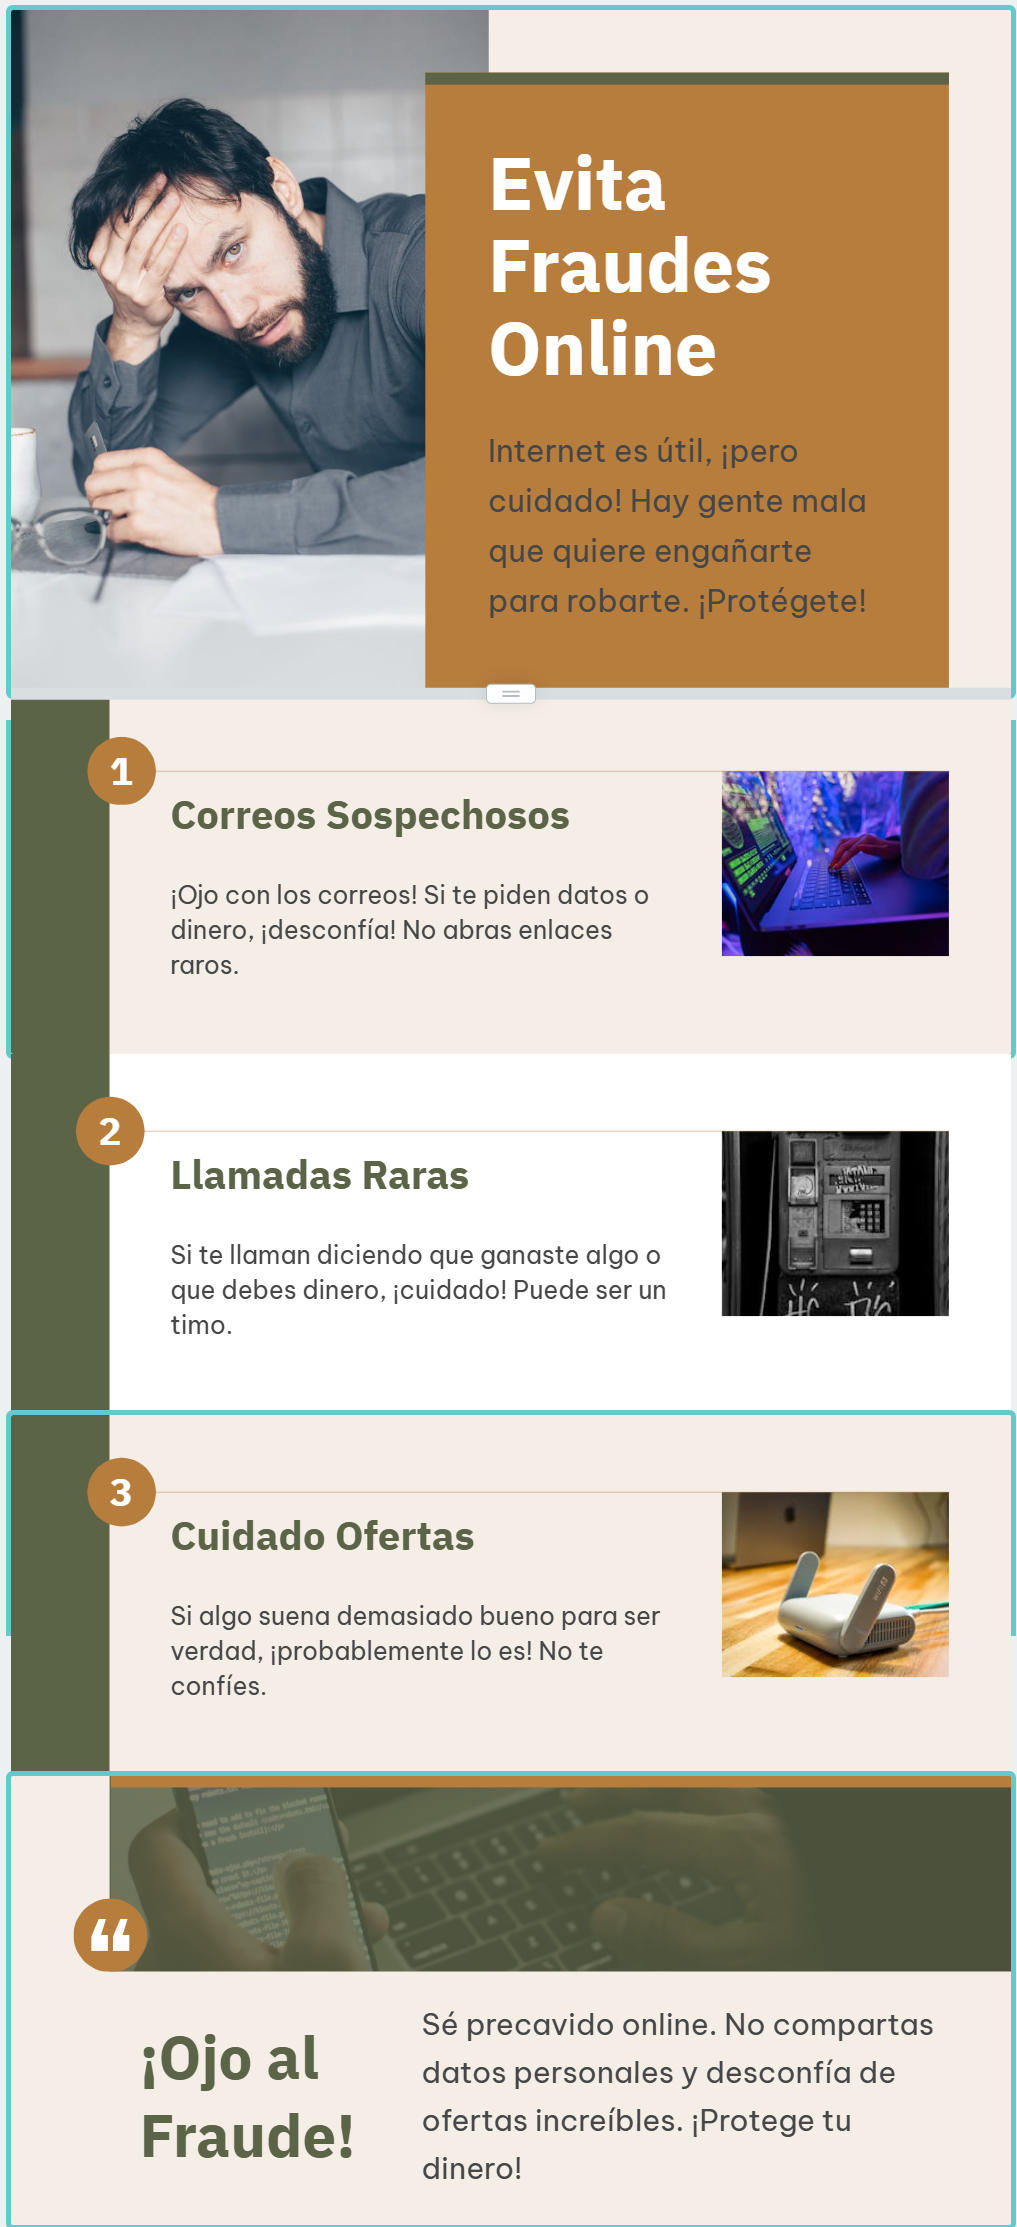 Evita
Fraudes
Online
Internet es útil, ¡pero
cuidado! Hay gente mala
que quiere engañarte
para robarte. ¡Protégete!
1
Correos Sospechosos
¡Ojo con los correos! Si te piden datos o
dinero, ¡desconfía! No abras enlaces
raros.
2
Llamadas Raras
Si te llaman diciendo que ganaste algo o
que debes dinero, ¡cuidado! Puede ser un
timo.
3
Cuidado Ofertas
Si algo suena demasiado bueno para ser
verdad, ¡probablemente lo es! No te
confíes.
“
¡Ojo al
Fraude!
Sé precavido online. No compartas
datos personales y desconfía de
ofertas increíbles. ¡Protege tu
dinero!